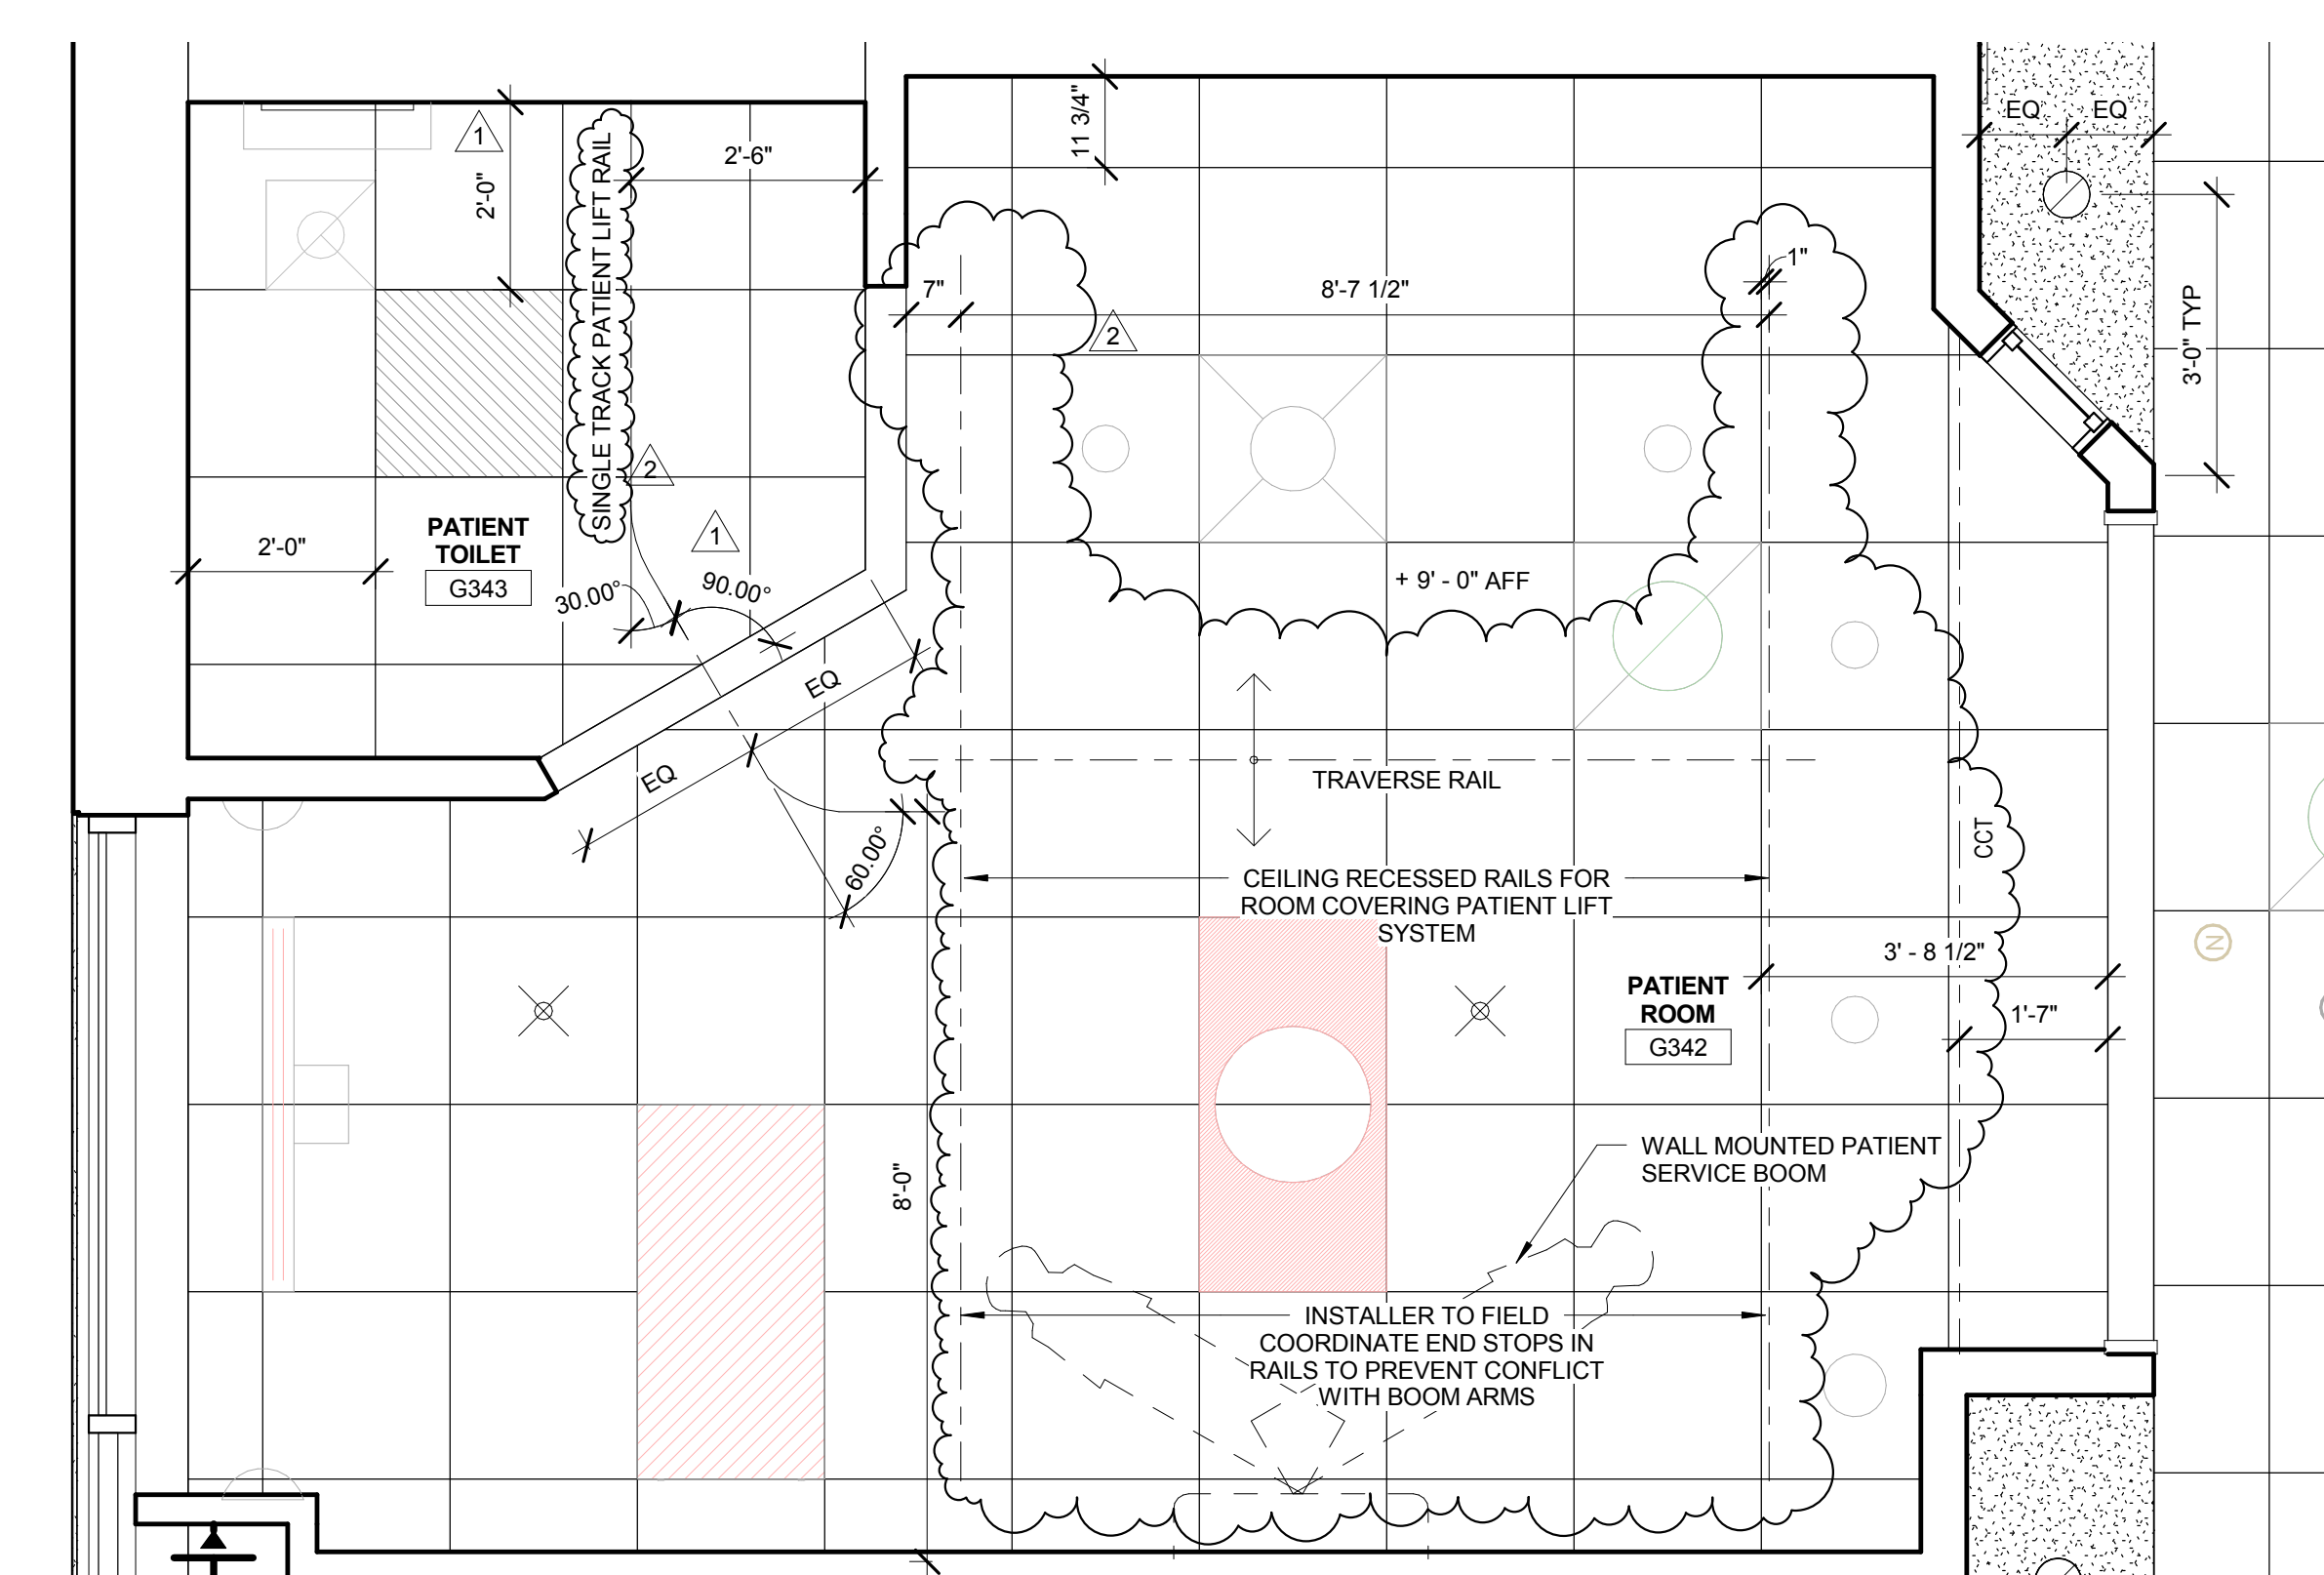 EQ
EQ
11 3/4"
1
2'-6"
2'-0"
SINGLE TRACK PATIENT LIFT RAIL
7"
8'-7 1/2"
1"
2
3'-0" TYP
2
PATIENT
TOILET
G343
2'-0"
1
30.00°
90.00°
+ 9' - 0" AFF
EQ
EQ
TRAVERSE RAIL
60.00°
CCT
CEILING RECESSED RAILS FOR
ROOM COVERING PATIENT LIFT
SYSTEM
3' - 8 1/2"
N
PATIENT
ROOM
G342
1'-7"
WALL MOUNTED PATIENT
SERVICE BOOM
8'-0"
INSTALLER TO FIELD
COORDINATE END STOPS IN
RAILS TO PREVENT CONFLICT
WITH BOOM ARMS